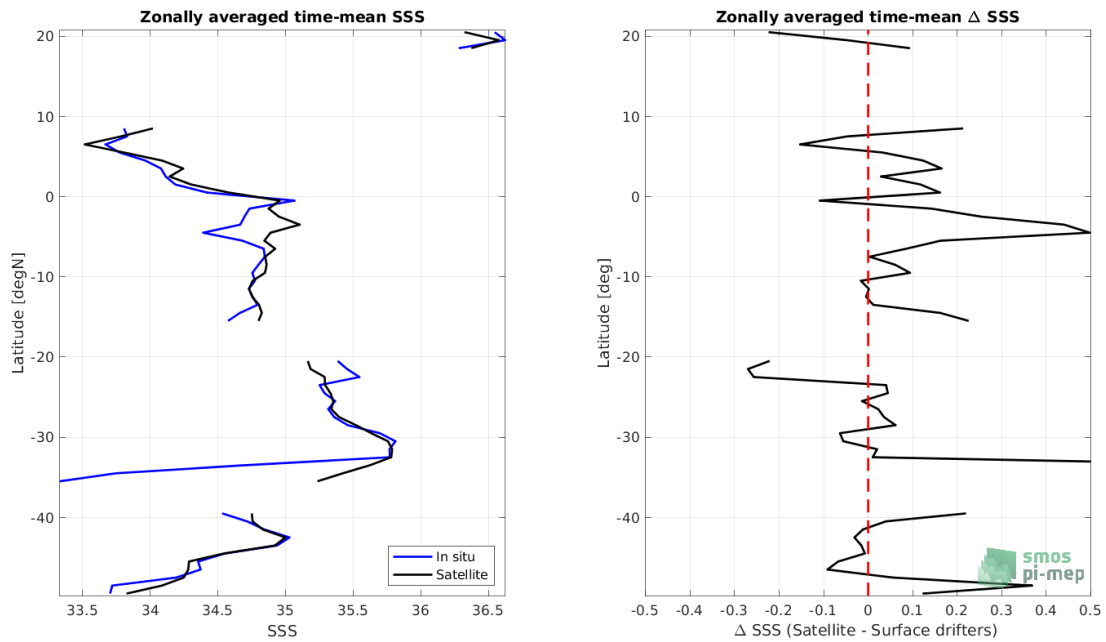 Zonally averaged time-mean SSS
20
10
0
-10
-20
-30
-40
Latitude [degN]
33.5 34 34.5 35 35.5 36 36.5
SSS
In situ
Satellite
Zonally averaged time-mean Δ SSS
20
10
0
-10
-20
-30
-40
Latitude [deg]
-0.5 -0.4 -0.3 -0.2 -0.1 0 0.1 0.2 0.3 0.4 0.5
Δ SSS (Satellite - Surface drifters)
smos
pi-mep